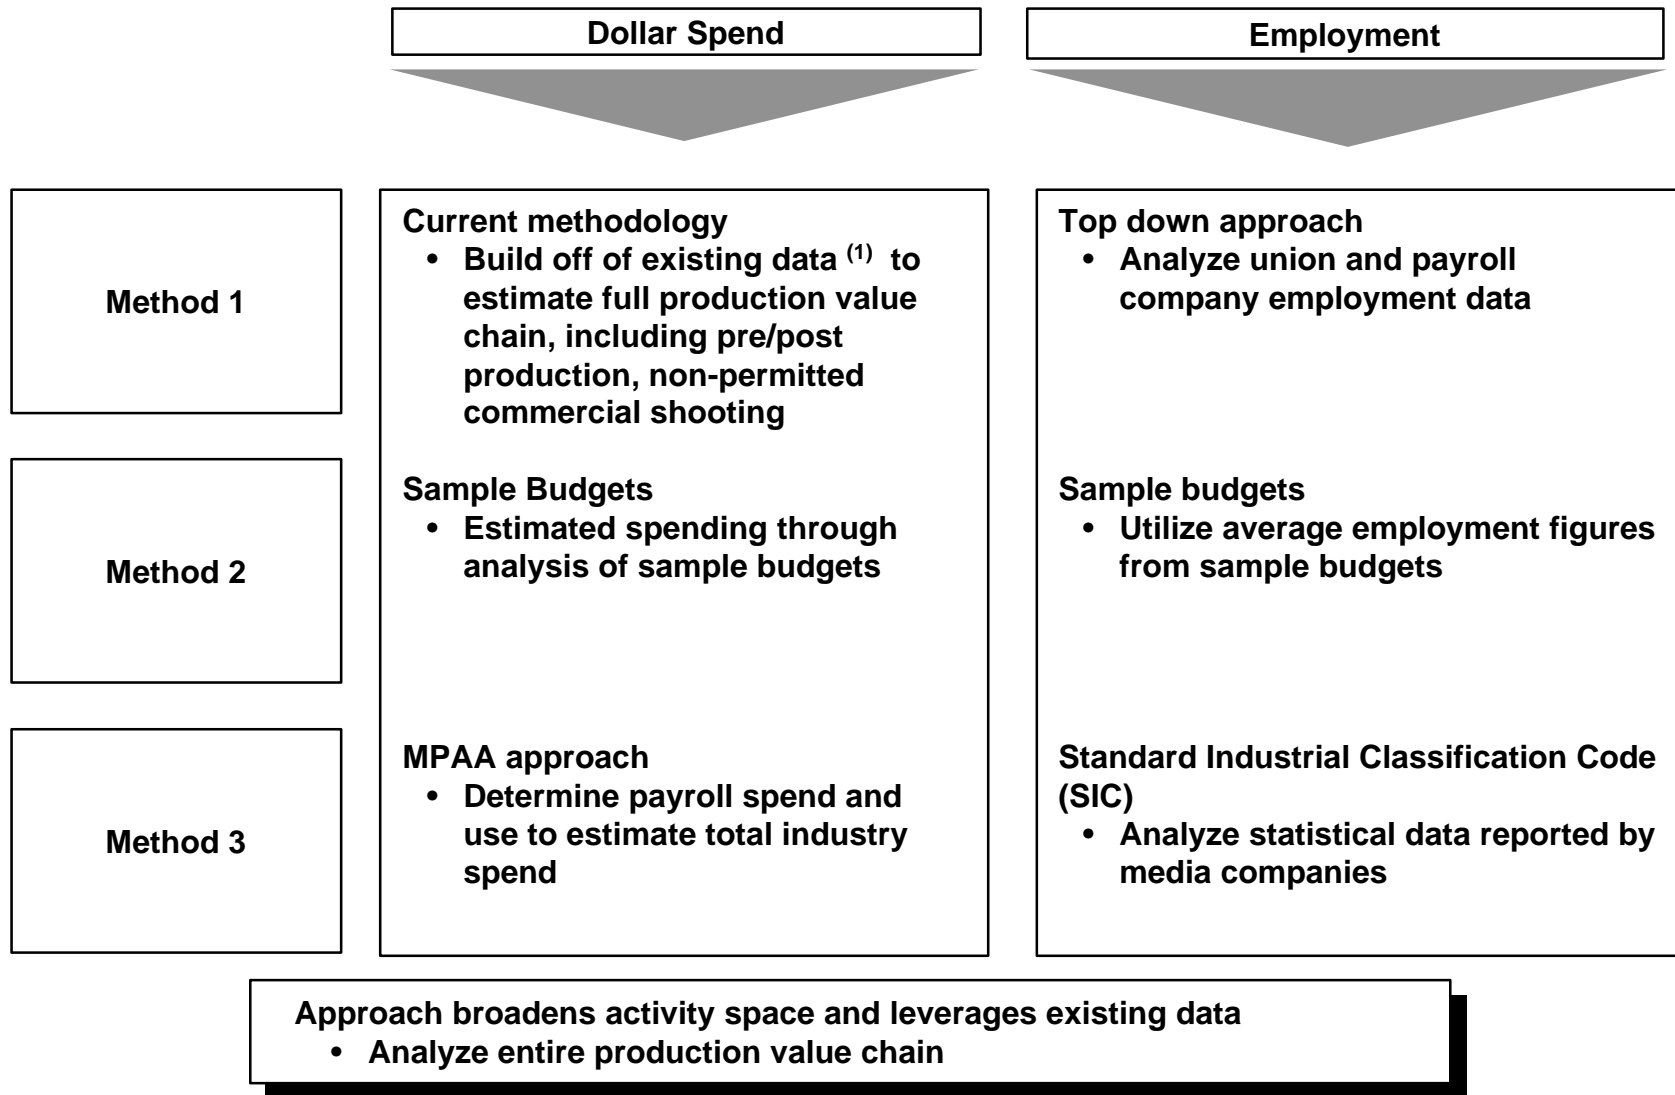 Dollar Spend
Employment
Method 1
Current methodology
• Build off of existing data (1) to
estimate full production value
chain, including pre/post
production, non-permitted
commercial shooting
Top down approach
• Analyze union and payroll
company employment data
Method 2
Sample Budgets
• Estimated spending through
analysis of sample budgets
Sample budgets
• Utilize average employment figures
from sample budgets
Method 3
MPAA approach
• Determine payroll spend and
use to estimate total industry
spend
Standard Industrial Classification Code
(SIC)
• Analyze statistical data reported by
media companies
Approach broadens activity space and leverages existing data
• Analyze entire production value chain